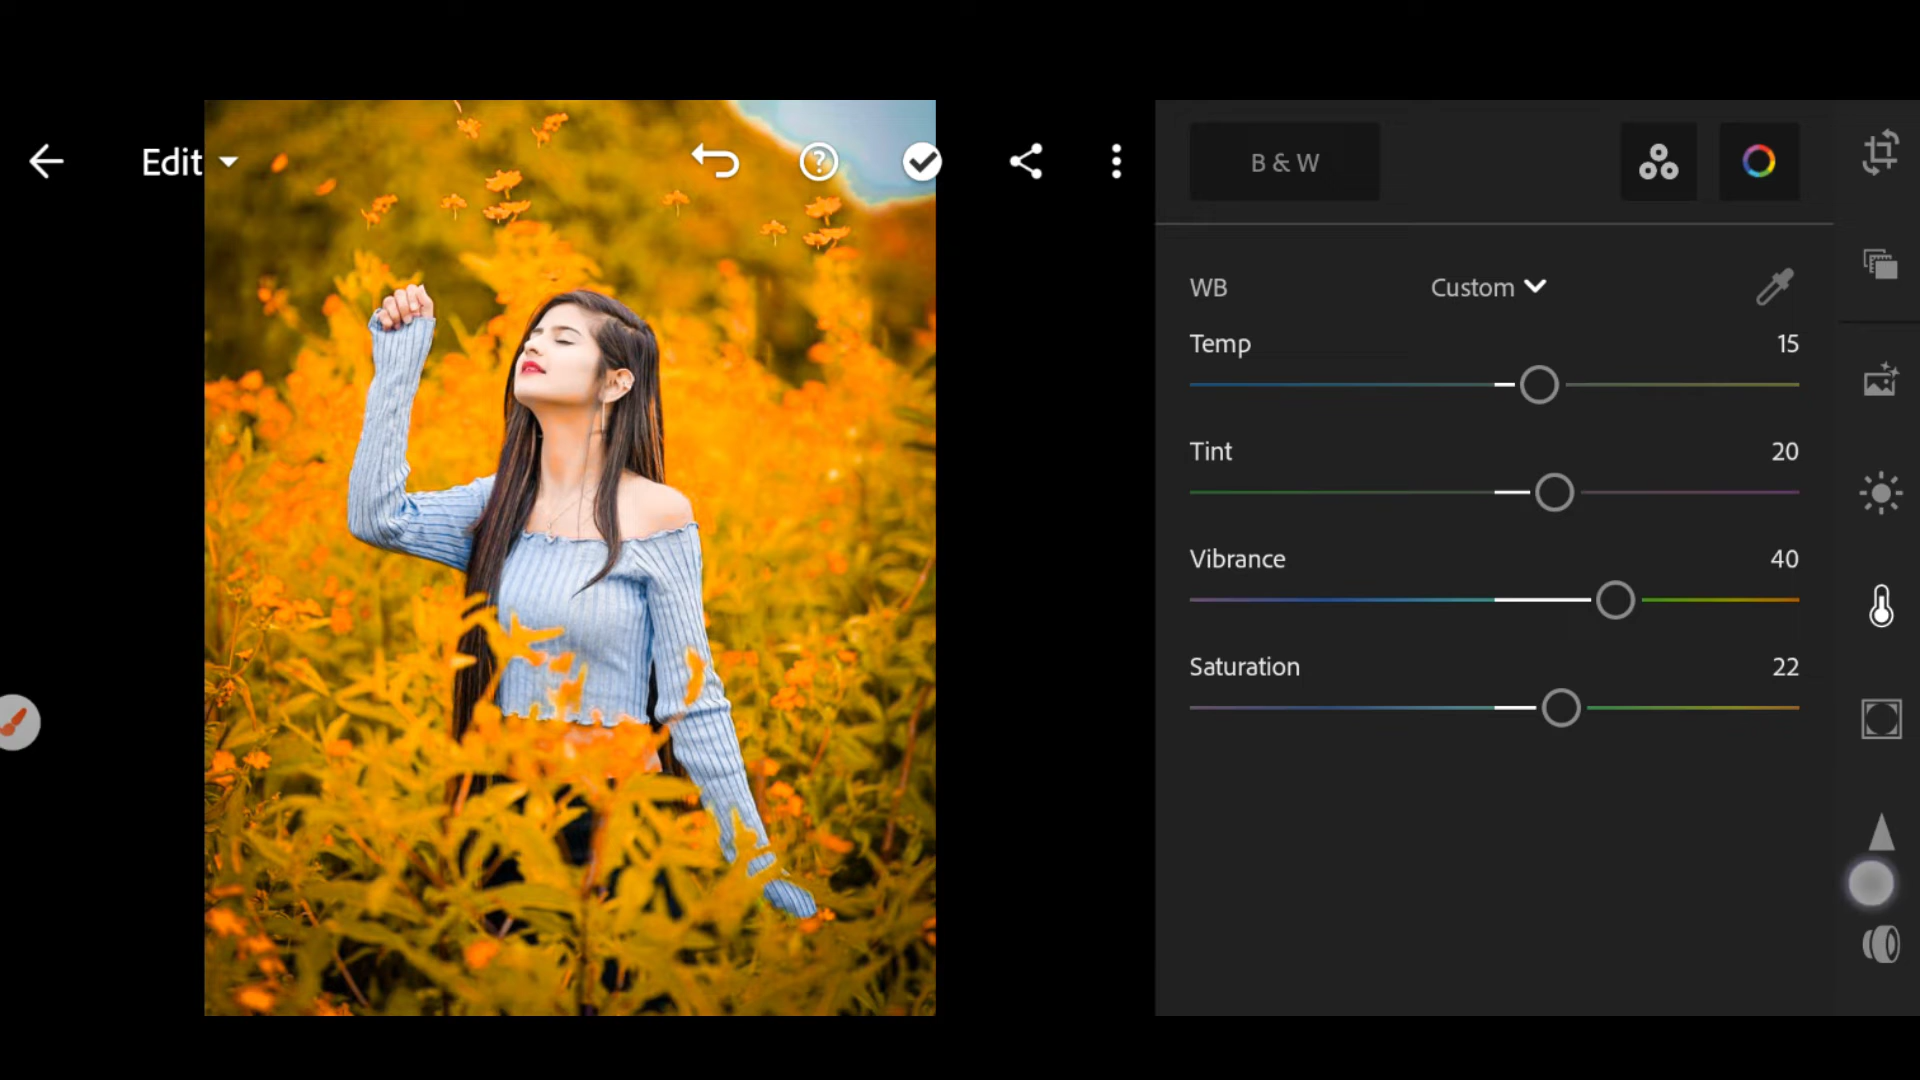 Edit
B & W
WB
Custom
Temp
15
Tint
20
Vibrance
40
Saturation
22